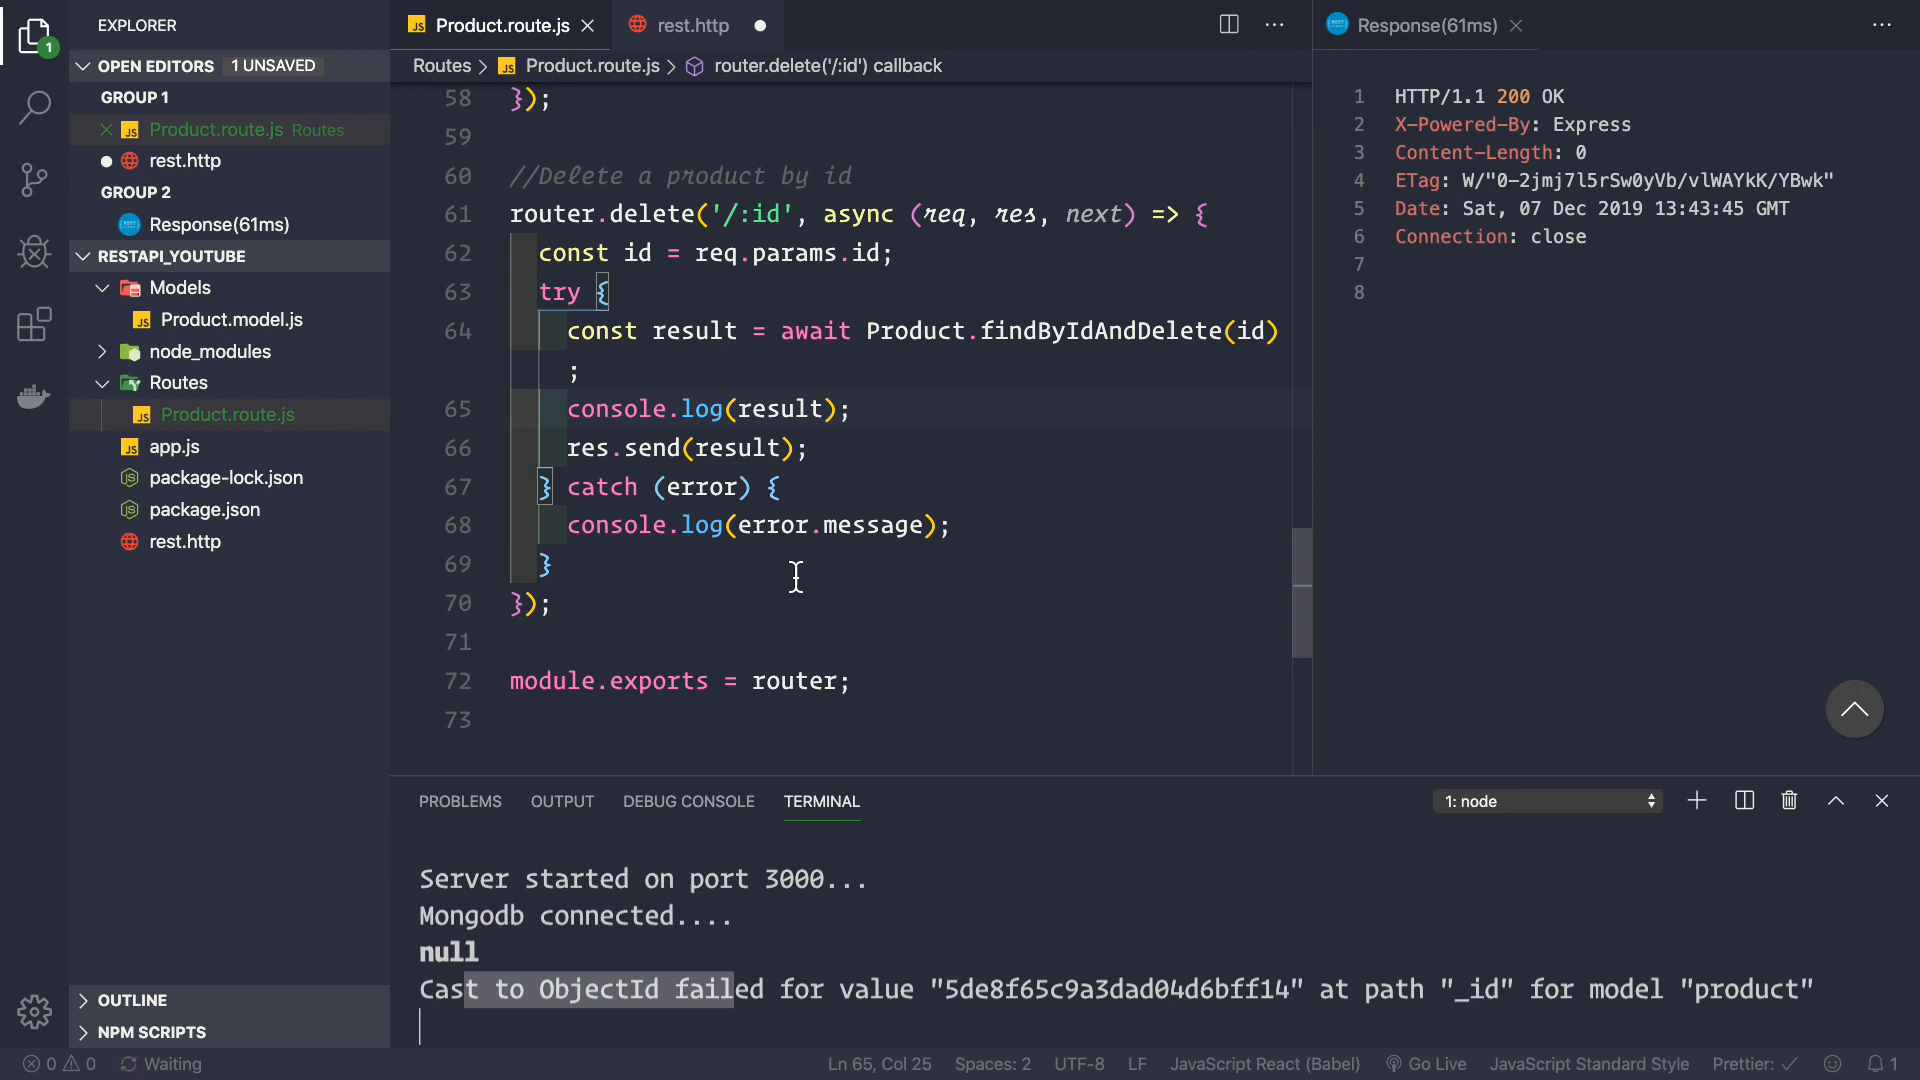 EXPLORER
OPEN EDITORS 1 UNSAVED
GROUP 1
Product.route.js Routes
rest.http
GROUP 2
Response(61ms)
RESTAPI_YOUTUBE
Models
Product.model.js
node_modules
Routes
Product.route.js
app.js
package-lock.json
package.json
rest.http
OUTLINE
NPM SCRIPTS
1
Product.route.js
rest.http
Routes > Product.route.js > router.delete('/:id') callback
58 });
59
60 //Delete a product by id
61 router.delete('/:id', async (req, res, next) => {
62 const id = req.params.id;
63 try {
64 const result = await Product.findByIdAndDelete(id)
;
65 console.log(result);
66 res.send(result);
67 } catch (error) {
68 console.log(error.message);
69 }
70 });
71
72 module.exports = router;
73
Response(61ms)
1 HTTP/1.1 200 OK
2 X-Powered-By: Express
3 Content-Length: 0
4 ETag: W/"0-2jmj7l5rSw0yVb/vlWAYkK/YBwk"
5 Date: Sat, 07 Dec 2019 13:43:45 GMT
6 Connection: close
7
8
PROBLEMS OUTPUT DEBUG CONSOLE TERMINAL 1: node
Server started on port 3000...
Mongodb connected....
null
Cast to ObjectId failed for value "5de8f65c9a3dad04d6bff14" at path "_id" for model "product"
0 0 Waiting Ln 65, Col 25 Spaces: 2 UTF-8 LF JavaScript React (Babel) Go Live JavaScript Standard Style Prettier: ✓ 1